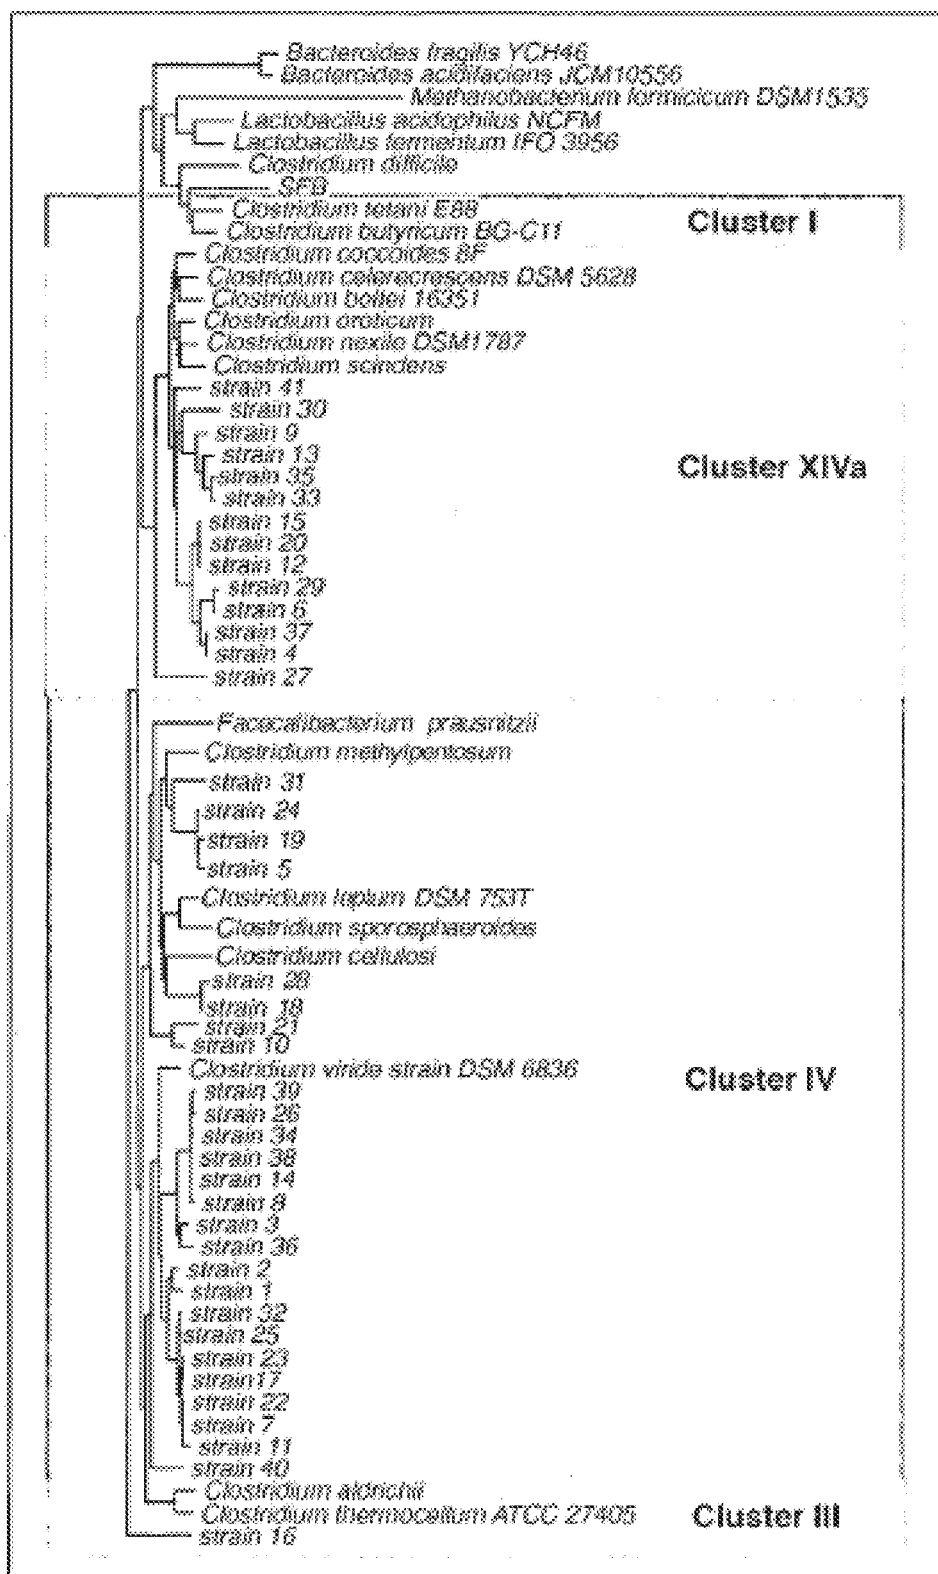 Bacteroides fragilis YCH46
Bacteroides acidifaciens JCM10556
Methanobacterium formicicum DSM1535
Lactobacillus acidophilus NCFM
Lactobacillus fermentum IFO 3956
Clostridium difficile
SFB
Clostridium tetani E88
Cluster I
Clostridium butyricum BG-C11
Clostridium coccoides 8F
Clostridium celerecrescens DSM 5628
Clostridium boltei 16351
Clostridium oroticum
Clostridium nexile DSM1787
Clostridium scindens
strain 41
strain 30
strain 9
strain 13
Cluster XIVa
strain 35
strain 33
strain 15
strain 20
strain 12
strain 29
strain 6
strain 37
strain 4
strain 27
Faecalibacterium prausnitzii
Clostridium methylpentosum
strain 31
strain 24
strain 19
strain 5
Clostridium leptum DSM 753T
Clostridium sporosphaeroides
Clostridium cellulosi
strain 28
strain 18
strain 21
strain 10
Clostridium viride strain DSM 6836
Cluster IV
strain 39
strain 26
strain 34
strain 38
strain 14
strain 8
strain 3
strain 36
strain 2
strain 1
strain 32
strain 25
strain 23
strain17
strain 22
strain 7
strain 11
strain 40
Clostridium aldrichii
Clostridium thermocellum ATCC 27405
Cluster III
strain 16